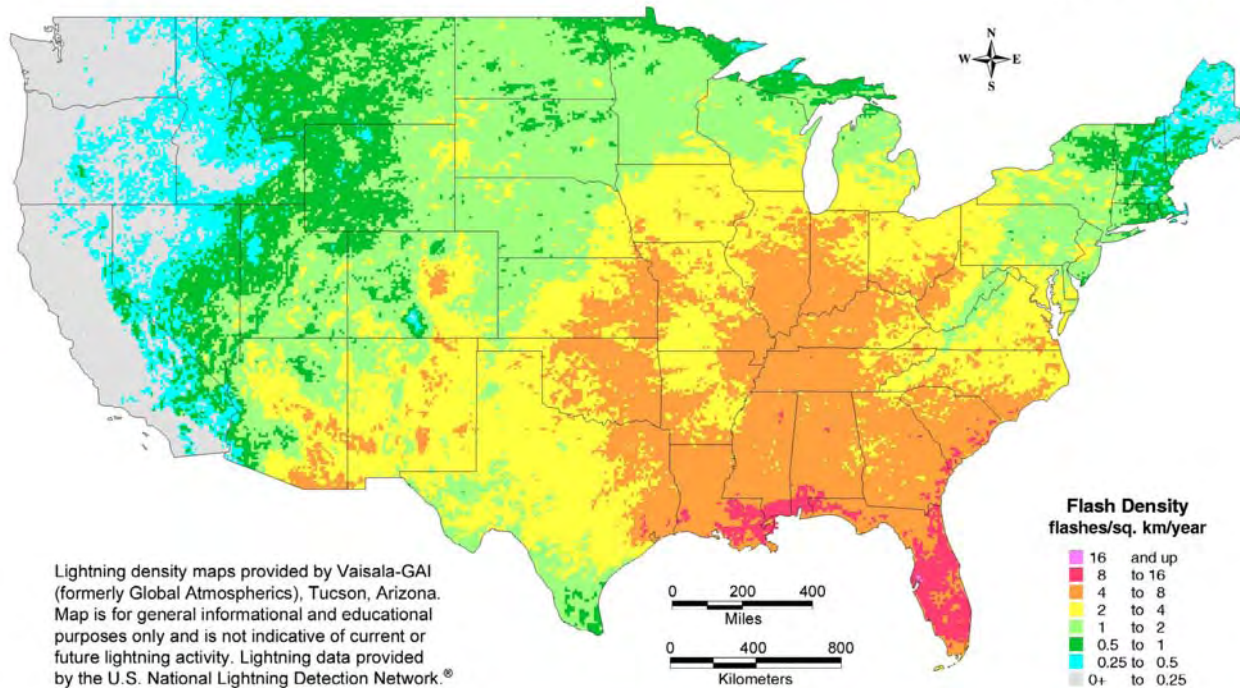 N
W E
S
Flash Density
flashes/sq. km/year
16 and up
8 to 16
4 to 8
2 to 4
1 to 2
0.5 to 1
0.25 to 0.5
0+ to 0.25
Lightning density maps provided by Vaisala-GAI
(formerly Global Atmospherics), Tucson, Arizona.
Map is for general informational and educational
purposes only and is not indicative of current or
future lightning activity. Lightning data provided
by the U.S. National Lightning Detection Network.®
0 200 400
Miles
0 400 800
Kilometers